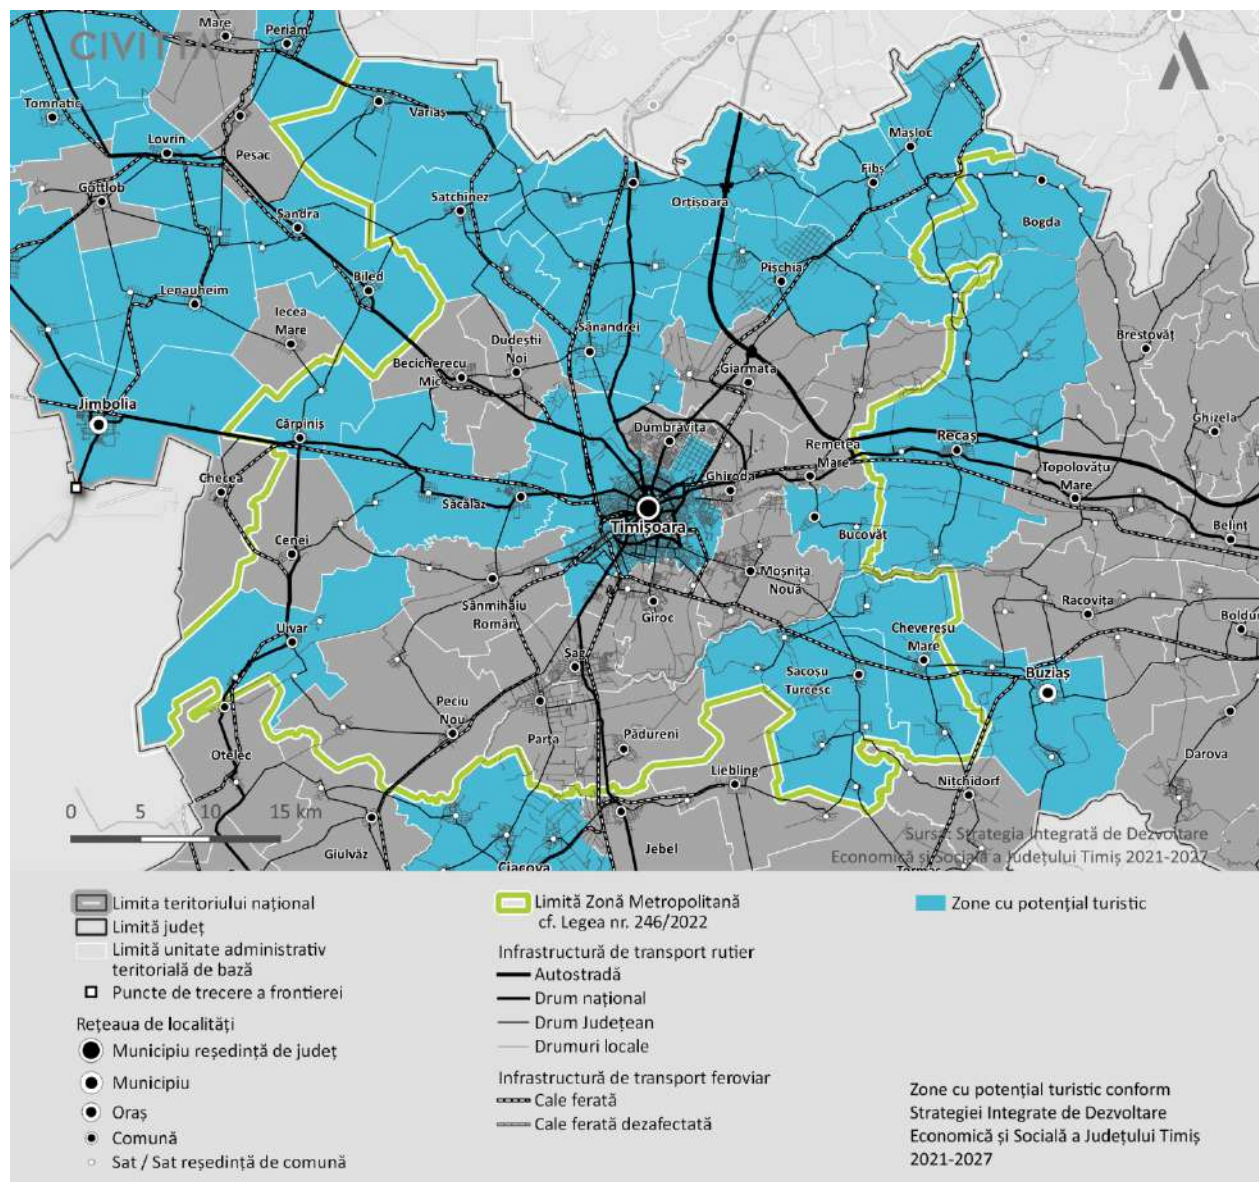 CIVITTA
Mare
Periam
Tomnatic
Variaș
Mașloc
Lovrin
Pesac
Fibș
Gottlob
Satchinez
Orțișoara
Sandra
Bogda
Pișchia
Biled
Lenauheim
Iecea
Mare
Sânandrei
Brestovăț
Dudeștii
Noi
Becicherecu
Mic
Giarmata
Jimbolia
Ghizela
Cărpiniș
Dumbrăvița
Remetea
Mare
Recaș
Checea
Ghiroda
Topolovățu
Mare
Săcălaz
Timișoara
Belinț
Bucovăț
Cenei
Moșnița
Nouă
Sânmihaiu
Român
Racovița
Giroc
Boldur
Uivar
Chevereșu
Mare
Șag
Sacoșu
Turcesc
Buziaș
Peciu
Nou
Parța
Pădureni
Otelec
Darova
Liebling
Nitchidorf
0 5 10 15 km
Giulvăz
Ciacova
Jebel
Tormac
Sursa: Strategia Integrată de Dezvoltare
Economică și Socială a Județului Timiș 2021-2027
Limita teritoriului național
Limită județ
Limită unitate administrativ
teritorială de bază
Puncte de trecere a frontierei
Rețeaua de localități
Municipiu reședință de județ
Municipiu
Oraș
Comună
Sat / Sat reședință de comună
Limită Zonă Metropolitană
cf. Legea nr. 246/2022
Infrastructură de transport rutier
Autostradă
Drum național
Drum Județean
Drumuri locale
Infrastructură de transport feroviar
Cale ferată
Cale ferată dezafectată
Zone cu potențial turistic
Zone cu potențial turistic conform
Strategiei Integrate de Dezvoltare
Economică și Socială a Județului Timiș
2021-2027